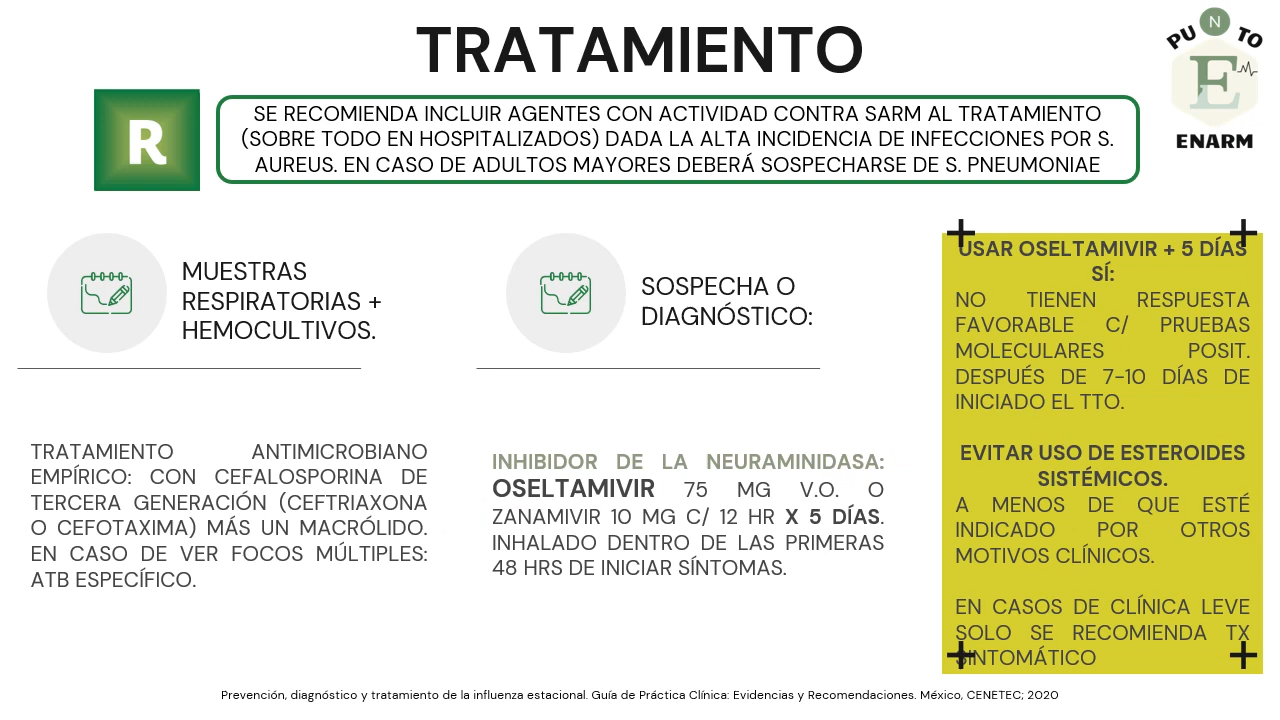 TRATAMIENTO
PU N TO
E
ENARM
R
SE RECOMIENDA INCLUIR AGENTES CON ACTIVIDAD CONTRA SARM AL TRATAMIENTO
(SOBRE TODO EN HOSPITALIZADOS) DADA LA ALTA INCIDENCIA DE INFECCIONES POR S.
AUREUS. EN CASO DE ADULTOS MAYORES DEBERÁ SOSPECHARSE DE S. PNEUMONIAE
MUESTRAS
RESPIRATORIAS +
HEMOCULTIVOS.
TRATAMIENTO ANTIMICROBIANO
EMPÍRICO: CON CEFALOSPORINA DE
TERCERA GENERACIÓN (CEFTRIAXONA
O CEFOTAXIMA) MÁS UN MACRÓLIDO.
EN CASO DE VER FOCOS MÚLTIPLES:
ATB ESPECÍFICO.
SOSPECHA O
DIAGNÓSTICO:
INHIBIDOR DE LA NEURAMINIDASA:
OSELTAMIVIR 75 MG V.O. O
ZANAMIVIR 10 MG C/ 12 HR X 5 DÍAS.
INHALADO DENTRO DE LAS PRIMERAS
48 HRS DE INICIAR SÍNTOMAS.
USAR OSELTAMIVIR + 5 DÍAS
SÍ:
NO TIENEN RESPUESTA
FAVORABLE C/ PRUEBAS
MOLECULARES POSIT.
DESPUÉS DE 7-10 DÍAS DE
INICIADO EL TTO.
EVITAR USO DE ESTEROIDES
SISTÉMICOS.
A MENOS DE QUE ESTÉ
INDICADO POR OTROS
MOTIVOS CLÍNICOS.
EN CASOS DE CLÍNICA LEVE
SOLO SE RECOMIENDA TX
SINTOMÁTICO
Prevención, diagnóstico y tratamiento de la influenza estacional. Guía de Práctica Clínica: Evidencias y Recomendaciones. México, CENETEC; 2020